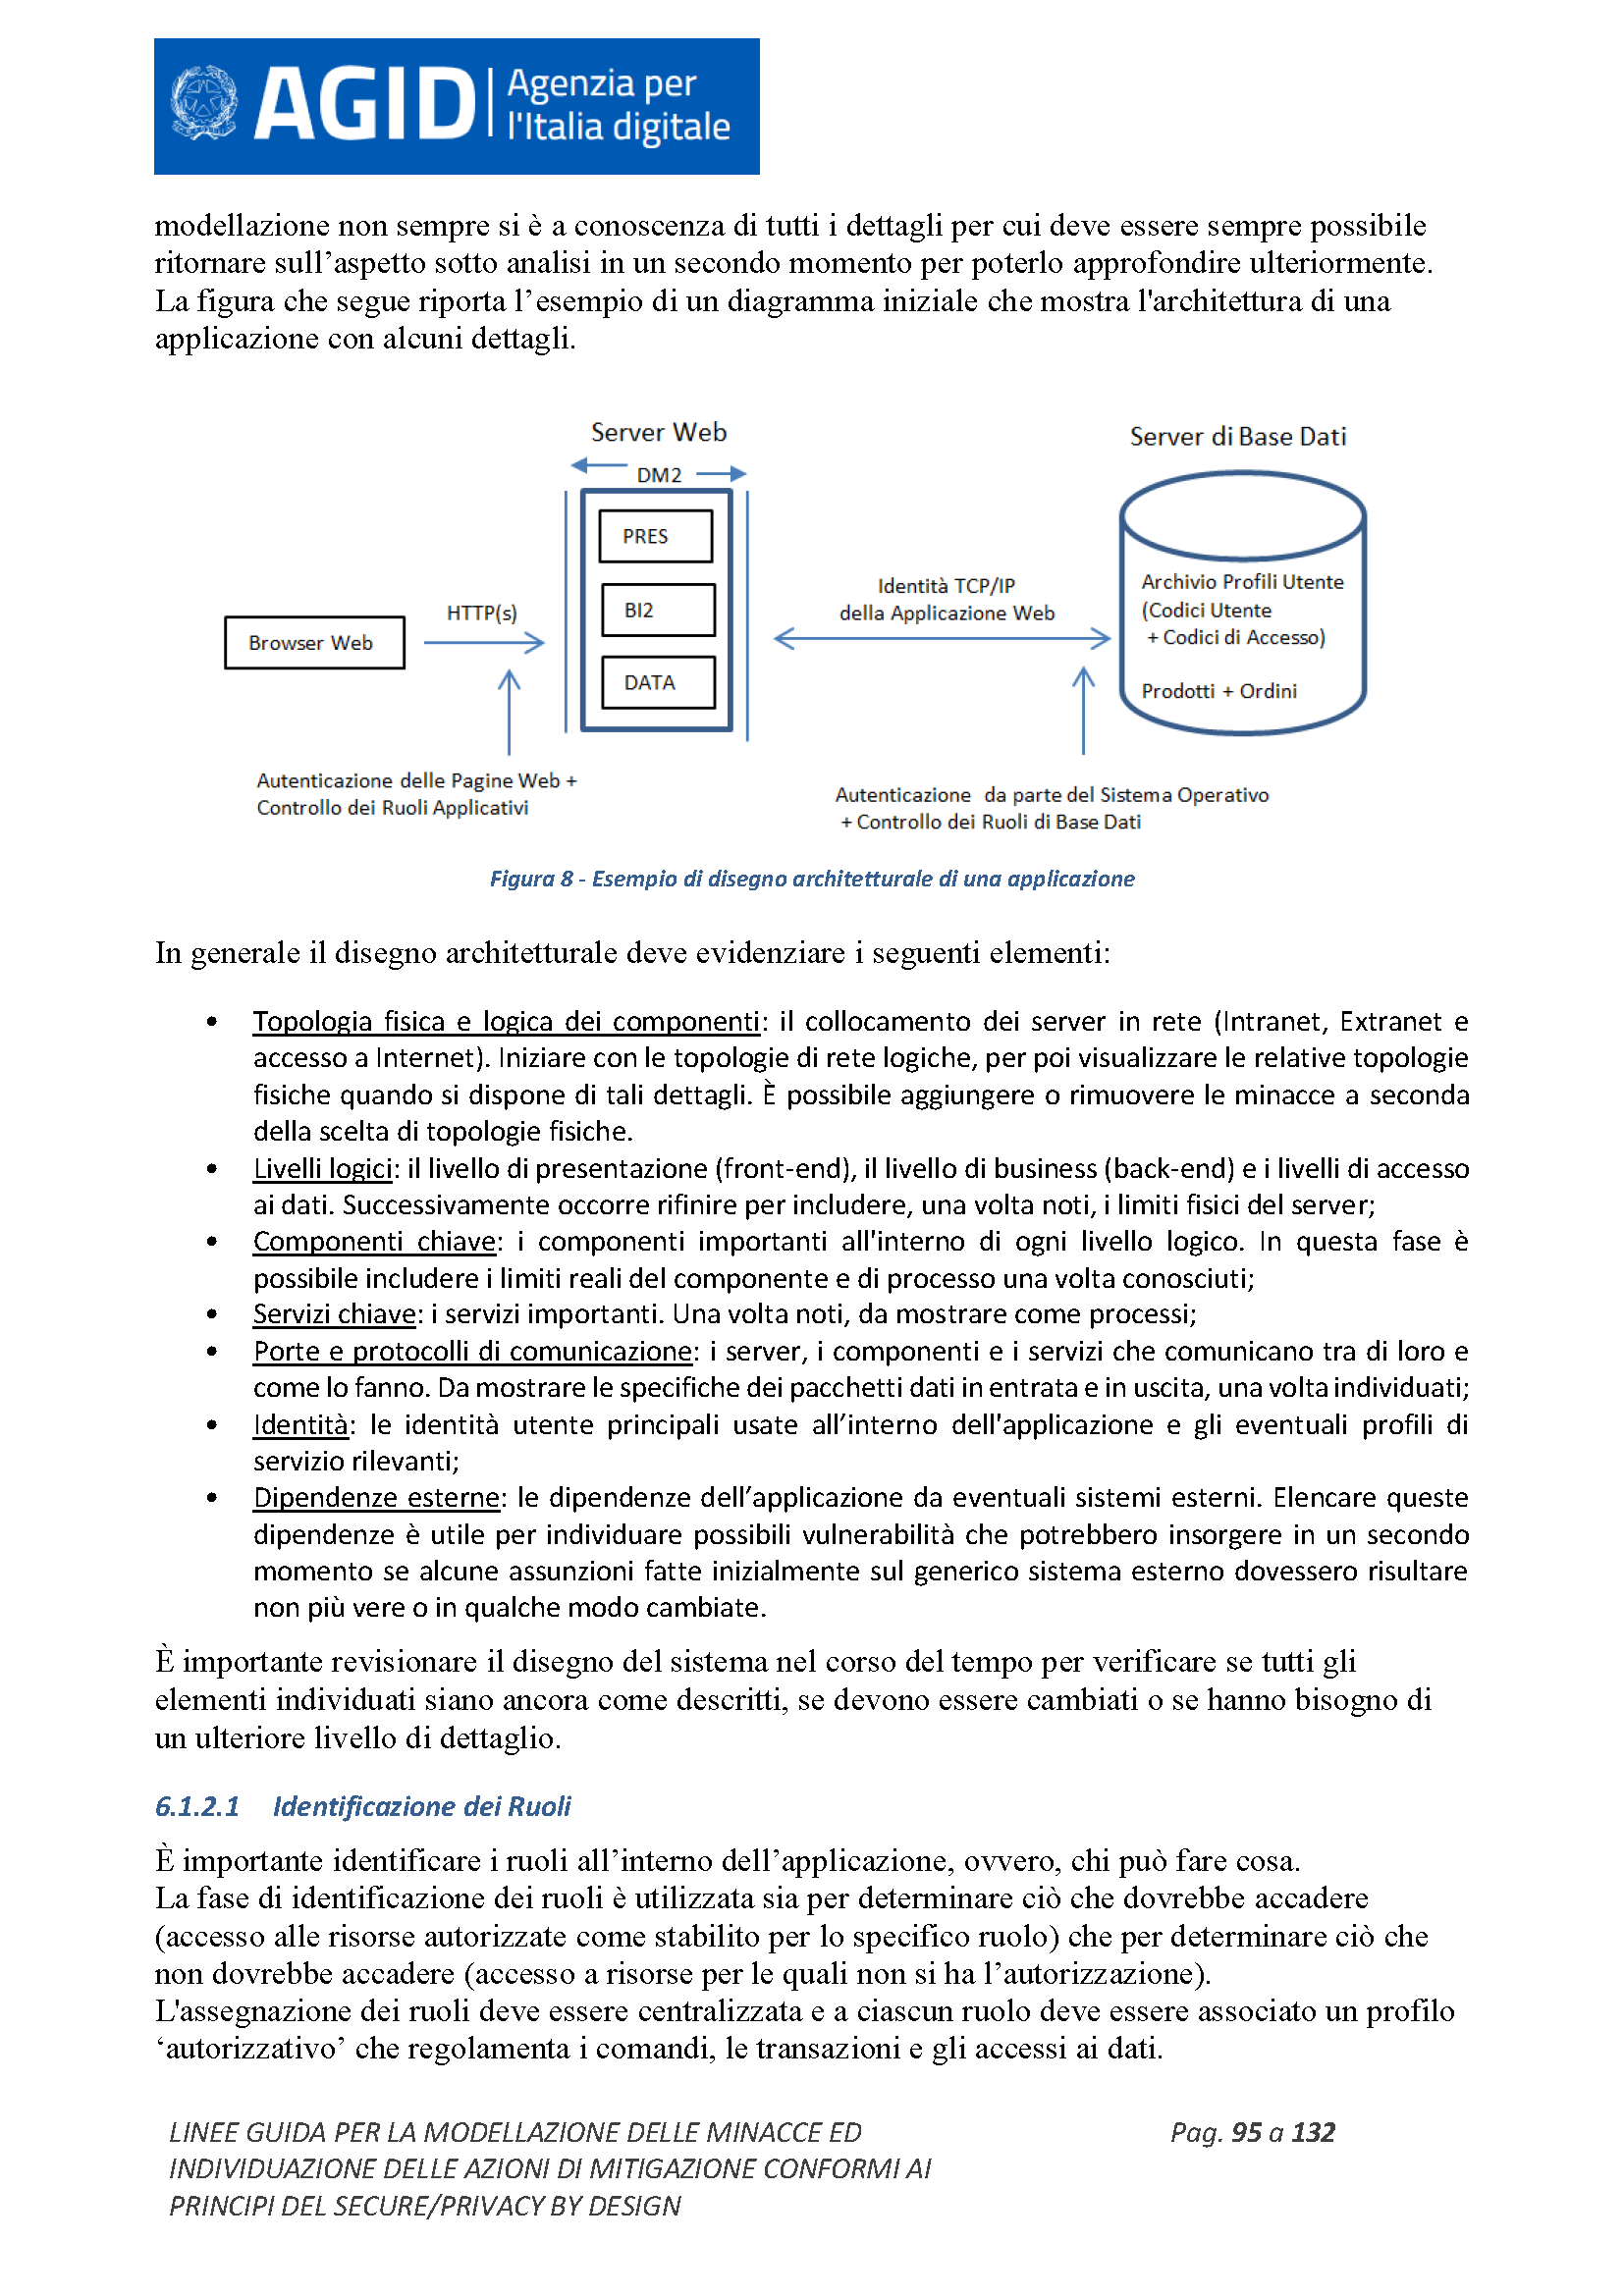 AGID
Agenzia per
l'Italia digitale
modellazione non sempre si è a conoscenza di tutti i dettagli per cui deve essere sempre possibile
ritornare sull’aspetto sotto analisi in un secondo momento per poterlo approfondire ulteriormente.
La figura che segue riporta l’esempio di un diagramma iniziale che mostra l'architettura di una
applicazione con alcuni dettagli.
Server Web
DM2
PRES
BI2
DATA
Browser Web
HTTP(s)
Autenticazione delle Pagine Web +
Controllo dei Ruoli Applicativi
Identità TCP/IP
della Applicazione Web
Autenticazione da parte del Sistema Operativo
+ Controllo dei Ruoli di Base Dati
Server di Base Dati
Archivio Profili Utente
(Codici Utente
+ Codici di Accesso)
Prodotti + Ordini
Figura 8 - Esempio di disegno architetturale di una applicazione
In generale il disegno architetturale deve evidenziare i seguenti elementi:
• Topologia fisica e logica dei componenti: il collocamento dei server in rete (Intranet, Extranet e
accesso a Internet). Iniziare con le topologie di rete logiche, per poi visualizzare le relative topologie
fisiche quando si dispone di tali dettagli. È possibile aggiungere o rimuovere le minacce a seconda
della scelta di topologie fisiche.
• Livelli logici: il livello di presentazione (front-end), il livello di business (back-end) e i livelli di accesso
ai dati. Successivamente occorre rifinire per includere, una volta noti, i limiti fisici del server;
• Componenti chiave: i componenti importanti all'interno di ogni livello logico. In questa fase è
possibile includere i limiti reali del componente e di processo una volta conosciuti;
• Servizi chiave: i servizi importanti. Una volta noti, da mostrare come processi;
• Porte e protocolli di comunicazione: i server, i componenti e i servizi che comunicano tra di loro e
come lo fanno. Da mostrare le specifiche dei pacchetti dati in entrata e in uscita, una volta individuati;
• Identità: le identità utente principali usate all’interno dell'applicazione e gli eventuali profili di
servizio rilevanti;
• Dipendenze esterne: le dipendenze dell’applicazione da eventuali sistemi esterni. Elencare queste
dipendenze è utile per individuare possibili vulnerabilità che potrebbero insorgere in un secondo
momento se alcune assunzioni fatte inizialmente sul generico sistema esterno dovessero risultare
non più vere o in qualche modo cambiate.
È importante revisionare il disegno del sistema nel corso del tempo per verificare se tutti gli
elementi individuati siano ancora come descritti, se devono essere cambiati o se hanno bisogno di
un ulteriore livello di dettaglio.
6.1.2.1 Identificazione dei Ruoli
È importante identificare i ruoli all’interno dell’applicazione, ovvero, chi può fare cosa.
La fase di identificazione dei ruoli è utilizzata sia per determinare ciò che dovrebbe accadere
(accesso alle risorse autorizzate come stabilito per lo specifico ruolo) che per determinare ciò che
non dovrebbe accadere (accesso a risorse per le quali non si ha l’autorizzazione).
L'assegnazione dei ruoli deve essere centralizzata e a ciascun ruolo deve essere associato un profilo
‘autorizzativo’ che regolamenta i comandi, le transazioni e gli accessi ai dati.
LINEE GUIDA PER LA MODELLAZIONE DELLE MINACCE ED
INDIVIDUAZIONE DELLE AZIONI DI MITIGAZIONE CONFORMI AI
PRINCIPI DEL SECURE/PRIVACY BY DESIGN
Pag. 95 a 132